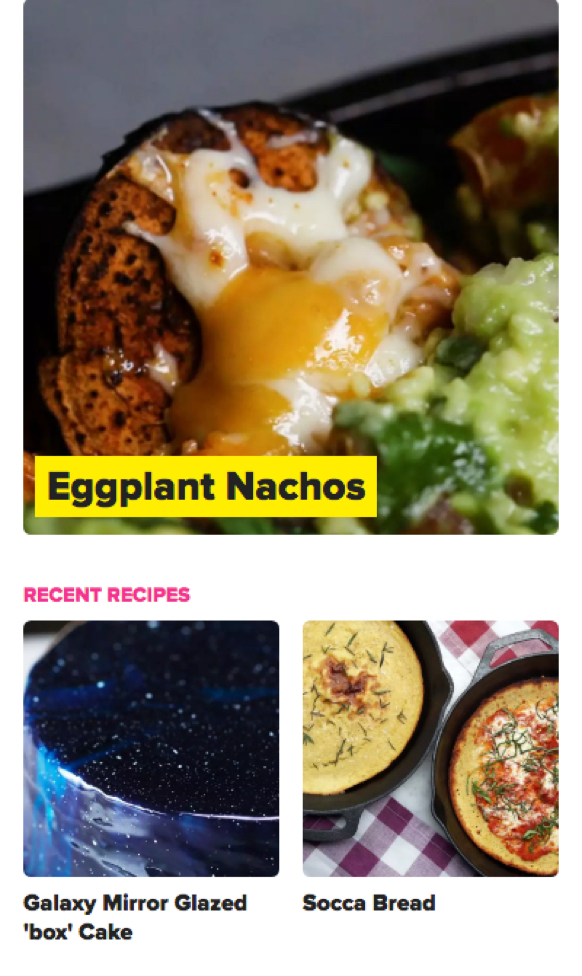 Eggplant Nachos
RECENT RECIPES
Galaxy Mirror Glazed
'box' Cake
Socca Bread